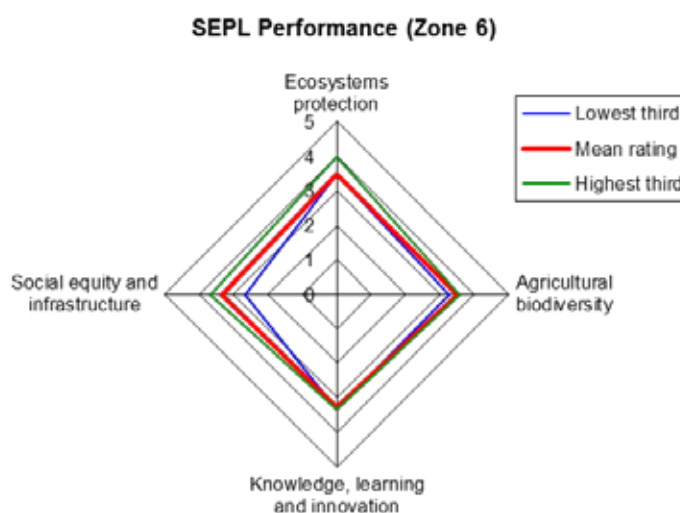 SEPL Performance (Zone 6)
Ecosystems
protection
5
4
3
2
1
0
Lowest third
Mean rating
Highest third
Social equity and
infrastructure
Agricultural
biodiversity
Knowledge, learning
and innovation